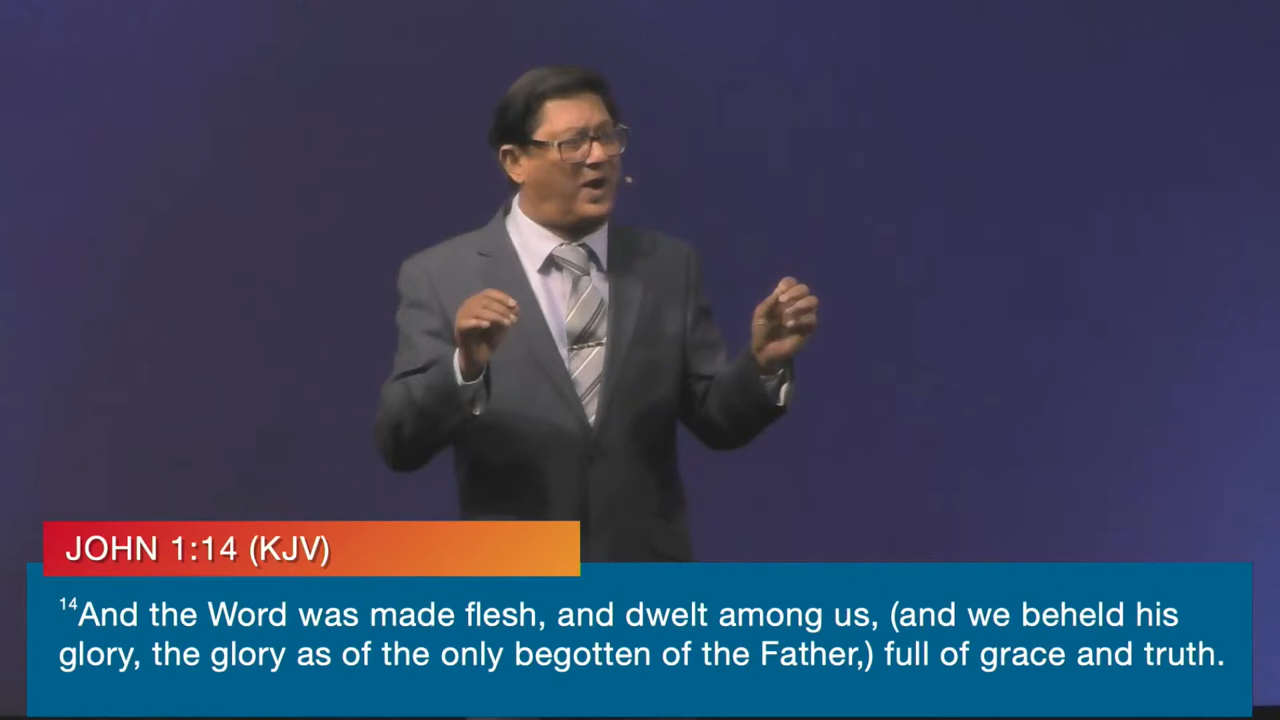 JOHN 1:14 (KJV)
14And the Word was made flesh, and dwelt among us, (and we beheld his
glory, the glory as of the only begotten of the Father,) full of grace and truth.